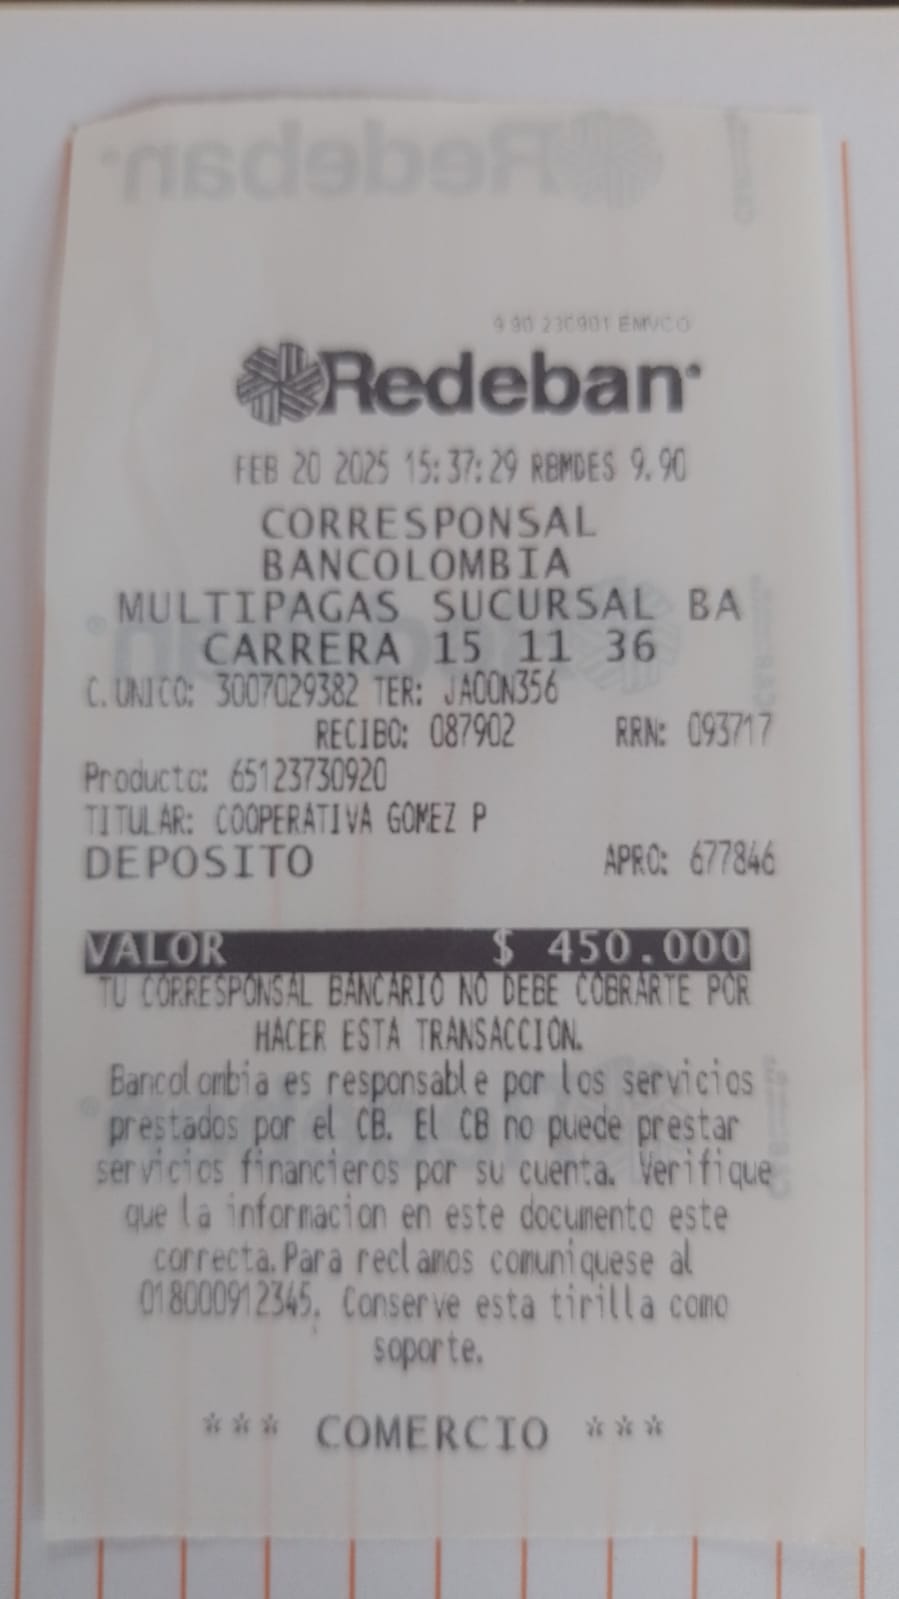 Redeban
9.90 23C901 EMVCO
Redeban
FEB 20 2025 15:37:29 RBMDES 9.90
CORRESPONSAL
BANCOLOMBIA
MULTIPAGAS SUCURSAL BA
CARRERA 15 11 36
C. UNICO: 3007029382 TER: JAOON356
RECIBO: 087902 RRN: 093717
Producto: 65123730920
TITULAR: COOPERATIVA GOMEZ P
DEPOSITO APRO: 677846
VALOR $ 450.000
TU CORRESPONSAL BANCARIO NO DEBE COBRARTE POR
HACER ESTA TRANSACCION.
Bancolombia es responsable por los servicios
prestados por el CB. El CB no puede prestar
servicios financieros por su cuenta. Verifique
que la informacion en este documento este
correcta.Para reclamos comuniquese al
018000912345. Conserve esta tirilla como
soporte.
*** COMERCIO ***